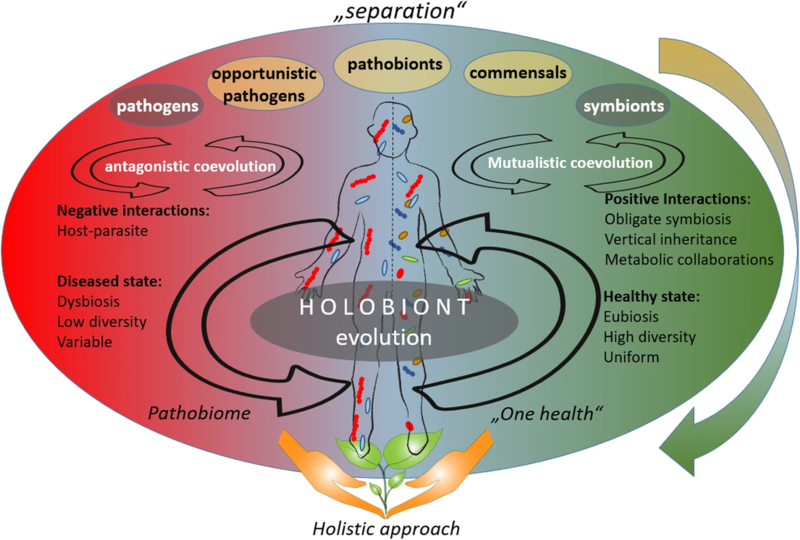 „separation“
opportunistic
pathogens
pathobionts
commensals
pathogens
symbionts
antagonistic coevolution
Mutualistic coevolution
Negative interactions:
Host-parasite
Diseased state:
Dysbiosis
Low diversity
Variable
Positive Interactions:
Obligate symbiosis
Vertical inheritance
Metabolic collaborations
Healthy state:
Eubiosis
High diversity
Uniform
HOLOBIONT
evolution
Pathobiome
„One health“
Holistic approach